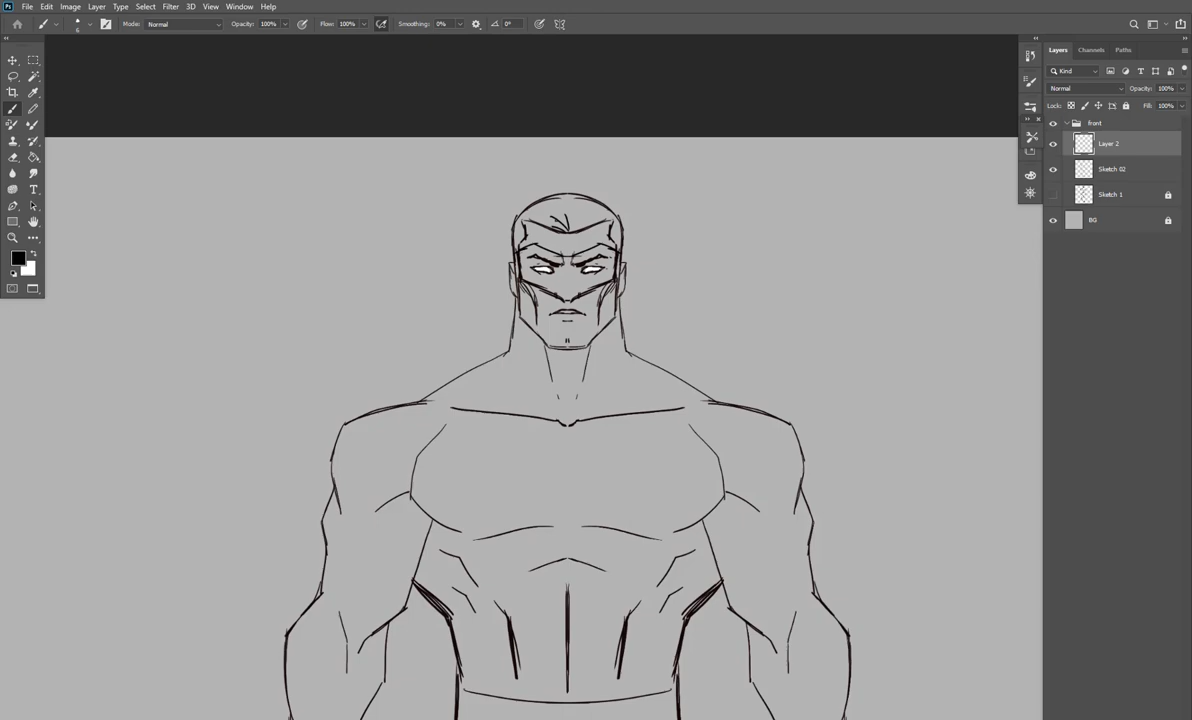 File Edit Image Layer Type Select Filter 3D View Window Help
Mode: Normal Opacity: 100% Flow: 100% Smoothing: 0% 0°
6
Layers Channels Paths
Kind
Normal Opacity: 100%
Lock: Fill: 100%
front
Layer 2
Sketch 02
Sketch 1
BG